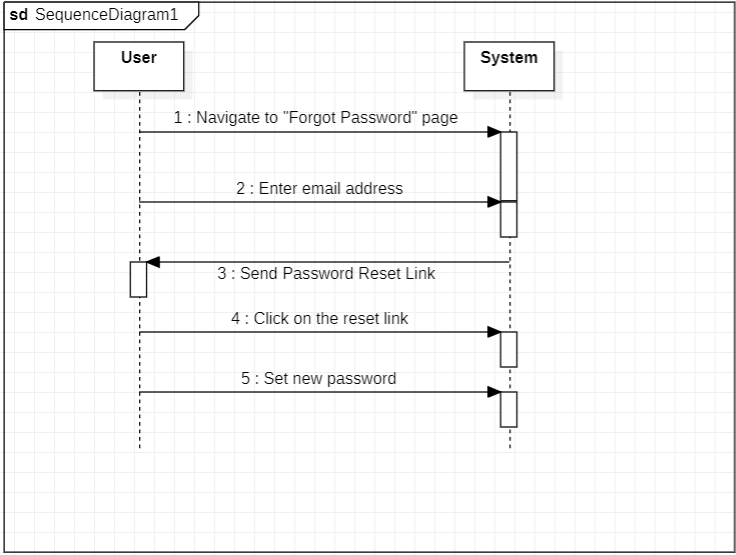 sd SequenceDiagram1
User
System
1 : Navigate to "Forgot Password" page
2 : Enter email address
3 : Send Password Reset Link
4 : Click on the reset link
5 : Set new password